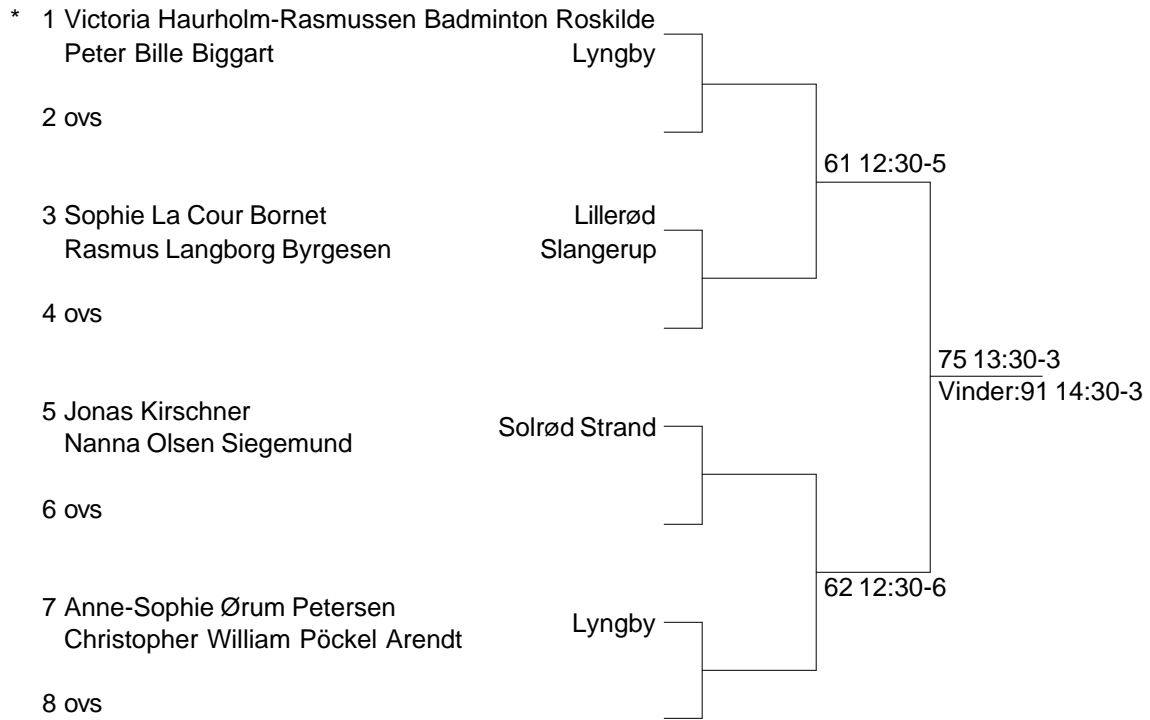 * 1 Victoria Haurholm-Rasmussen Badminton Roskilde
Peter Bille Biggart Lyngby
2 ovs
61 12:30-5
3 Sophie La Cour Bornet Lillerød
Rasmus Langborg Byrgesen Slangerup
4 ovs
75 13:30-3
Vinder:91 14:30-3
5 Jonas Kirschner Solrød Strand
Nanna Olsen Siegemund
6 ovs
62 12:30-6
7 Anne-Sophie Ørum Petersen Lyngby
Christopher William Pöckel Arendt
8 ovs